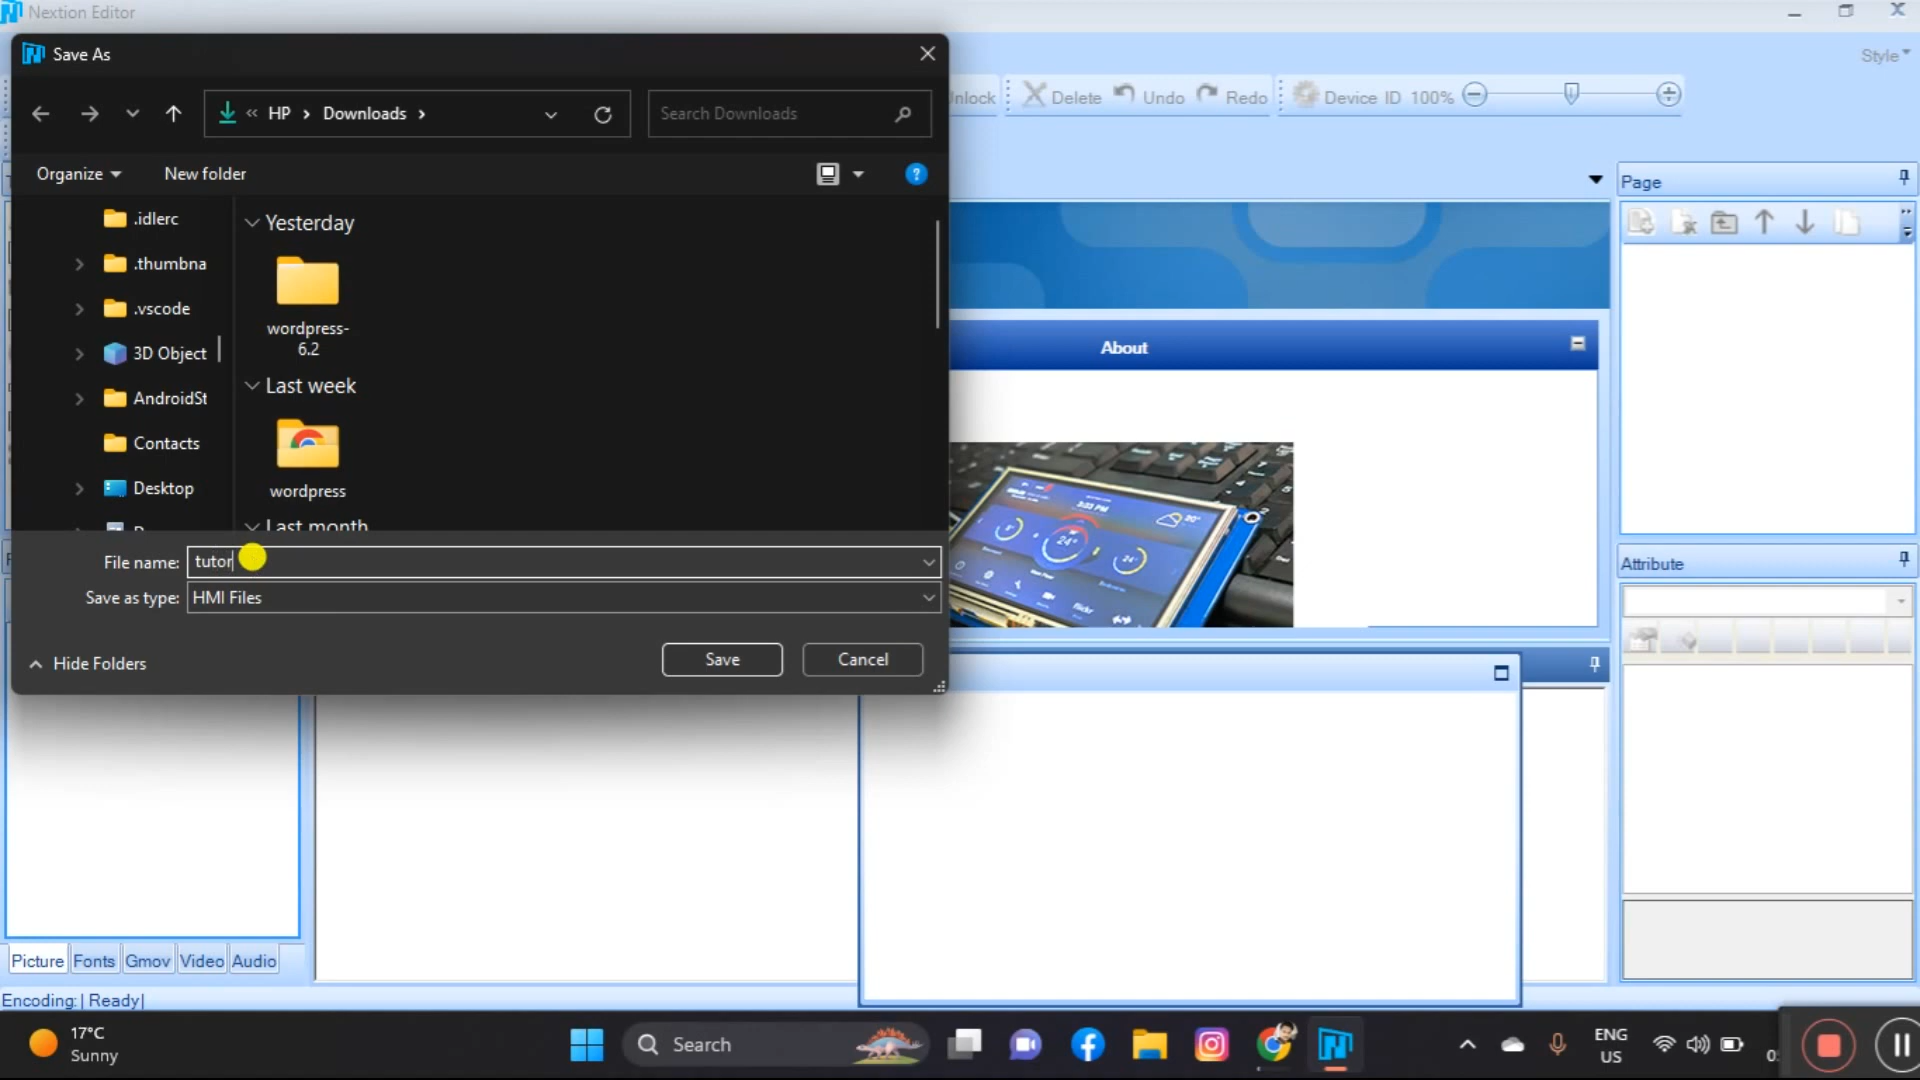 Nextion Editor
Save As
Style
HP
Downloads
Search Downloads
Delete
Undo
Redo
Device ID
100%
Organize
New folder
.idlerc
.thumbna
.vscode
3D Object
AndroidSt
Contacts
Desktop
Yesterday
wordpress-
6.2
Last week
wordpress
Last month
Page
About
File name: tutor
Save as type: HMI Files
Hide Folders
Save
Cancel
Attribute
Picture
Fonts
Gmov
Video
Audio
Encoding:| Ready|
17°C
Sunny
Search
ENG
US